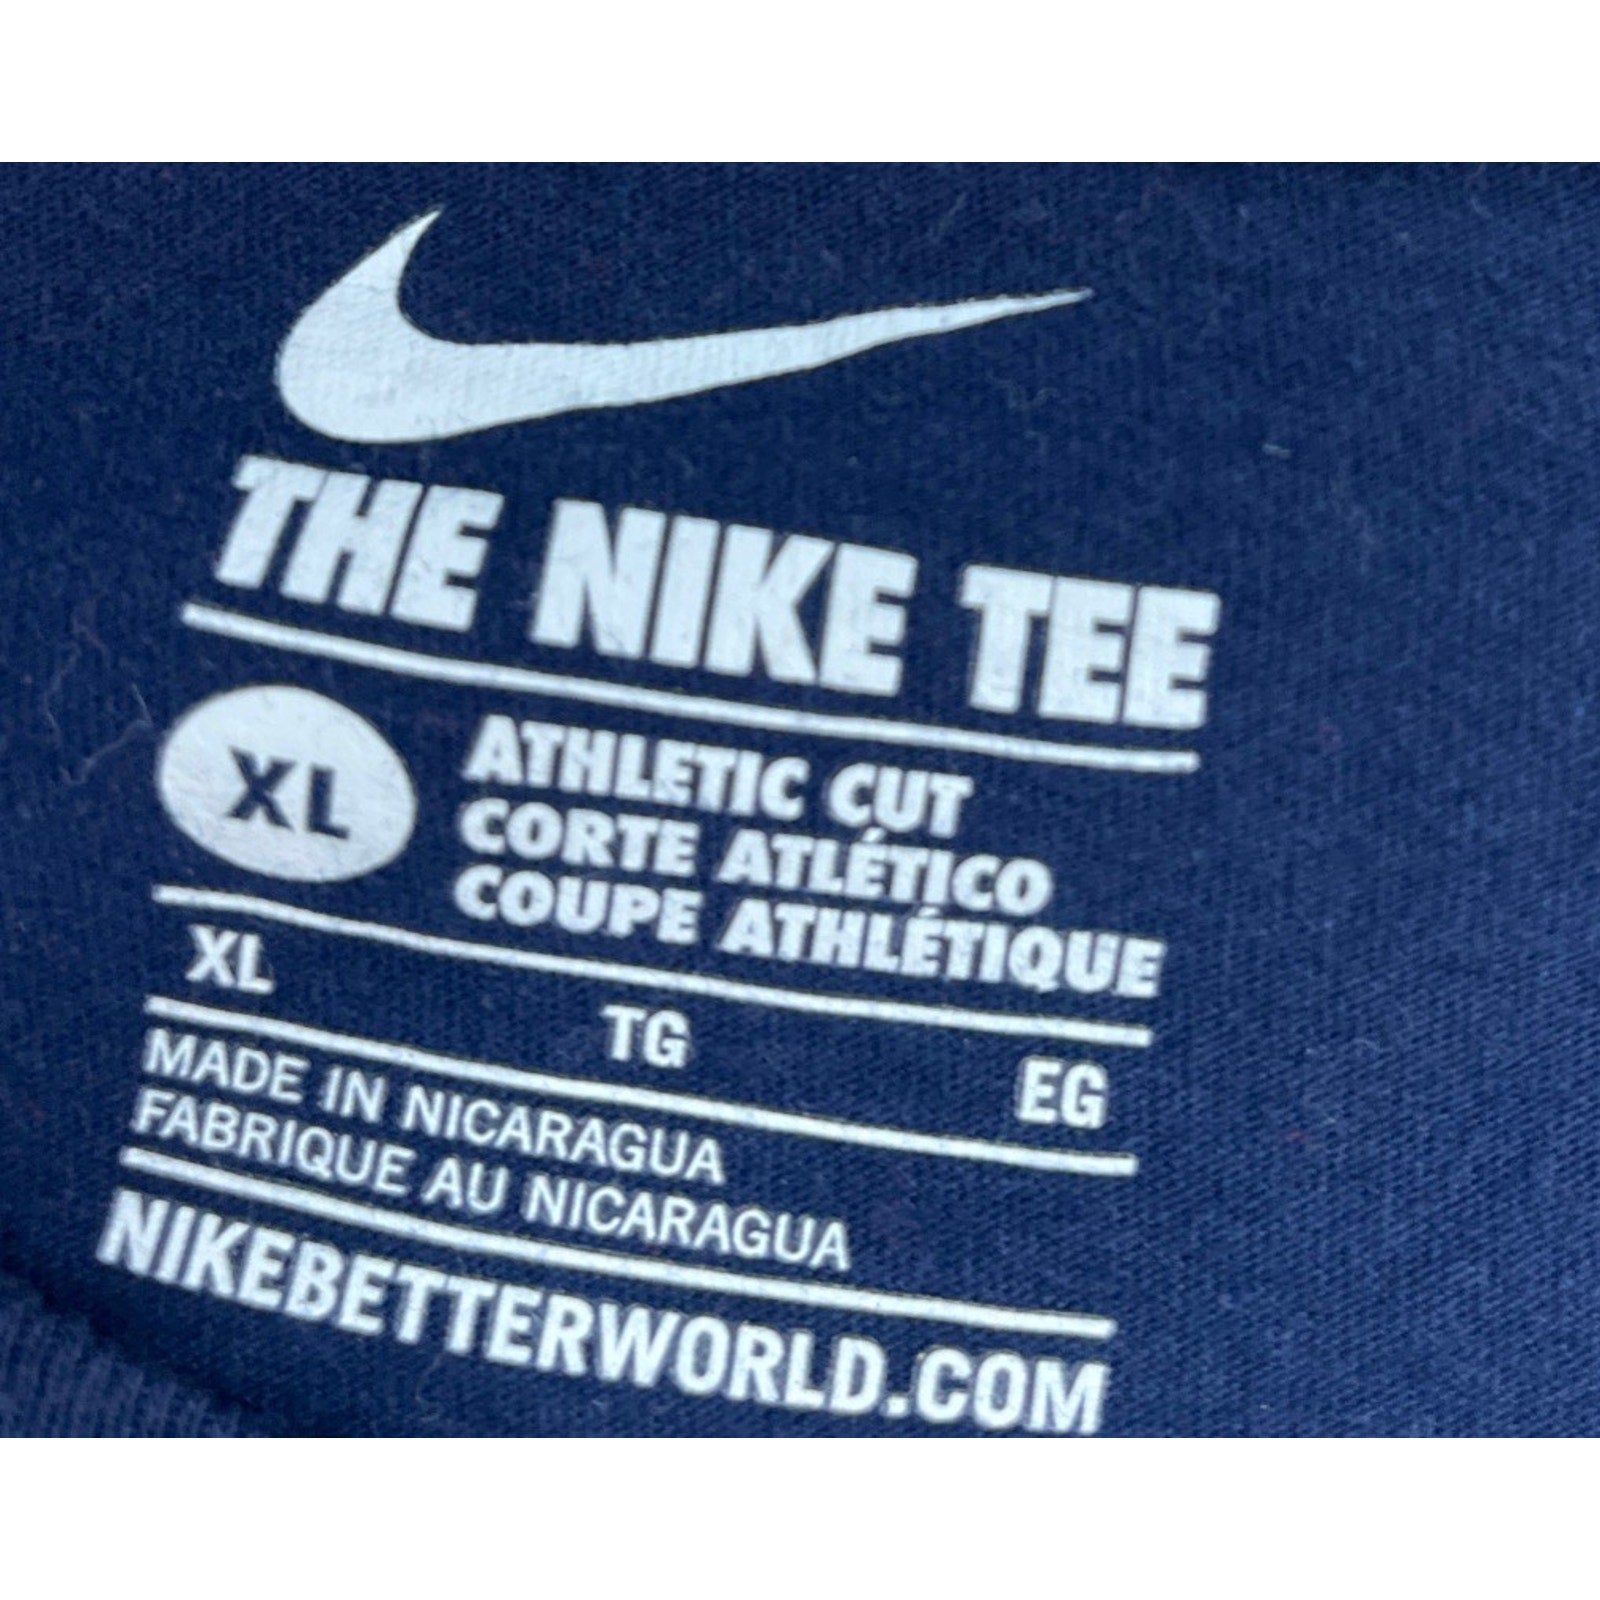 THE NIKE TEE
XL
ATHLETIC CUT
CORTE ATLÉTICO
COUPE ATHLÉTIQUE
XL TG EG
MADE IN NICARAGUA
FABRIQUE AU NICARAGUA
NIKEBETTERWORLD.COM